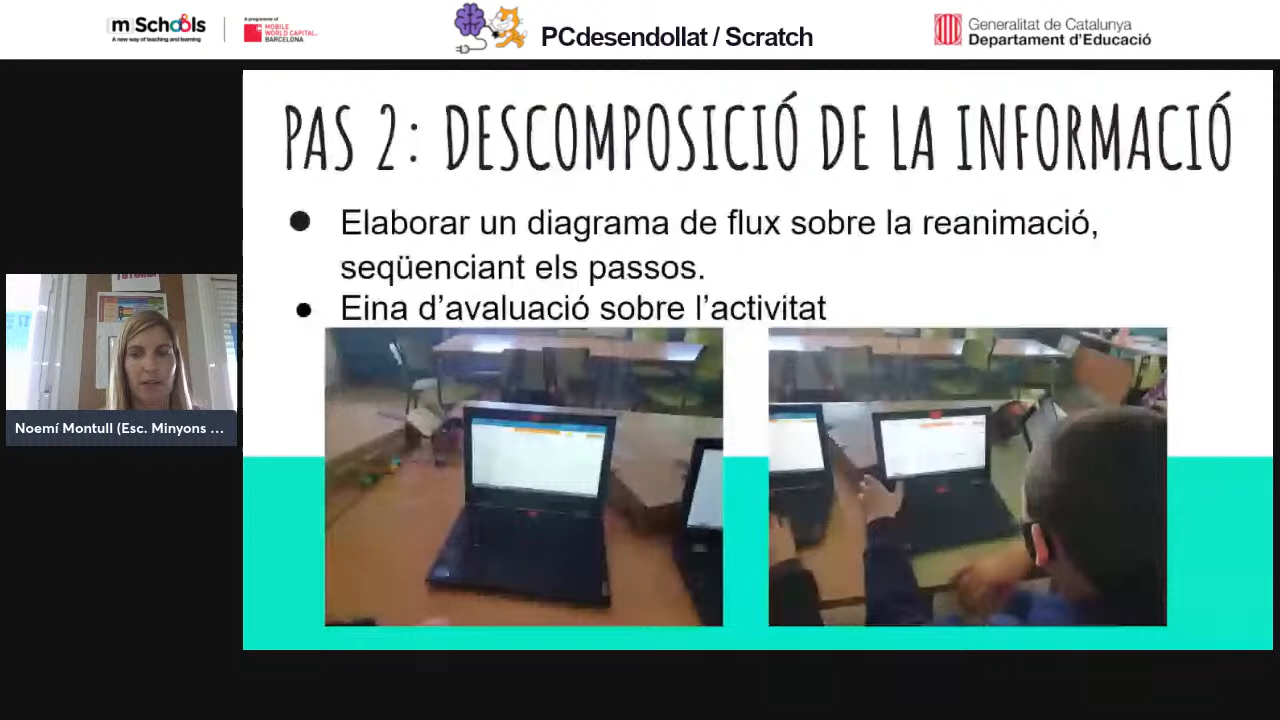 mSchools
A new way of teaching and learning
A programme of
MOBILE
WORLD CAPITAL
BARCELONA
PCdesendollat / Scratch
Generalitat de Catalunya
Departament d'Educació
PAS 2: DESCOMPOSICIÓ DE LA INFORMACIÓ
● Elaborar un diagrama de flux sobre la reanimació,
seqüenciant els passos.
● Eina d'avaluació sobre l'activitat
Noemí Montull (Esc. Minyons ...